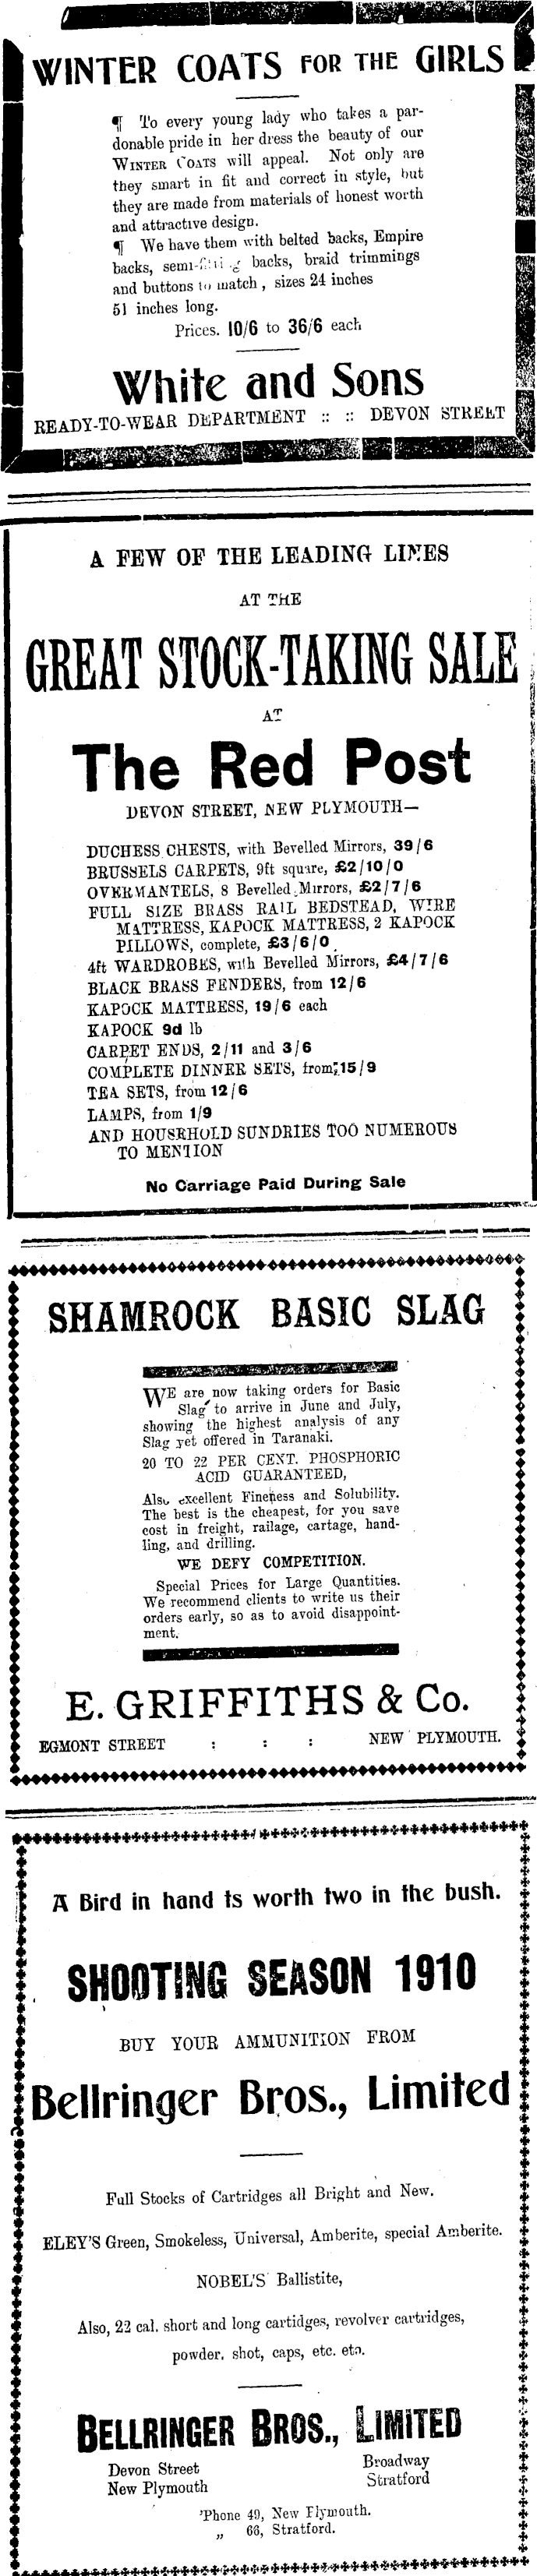 WINTER COATS FOR THE GIRLS
¶ To every young lady who takes a par-
donable pride in her dress the beauty of our
WINTER COATS will appeal. Not only are
they smart in fit and correct in style, but
they are made from materials of honest worth
and attractive design.
¶ We have them with belted backs, Empire
backs, semi-fitting backs, braid trimmings
and buttons to match, sizes 24 inches
51 inches long.
Prices. 10/6 to 36/6 each
White and Sons
READY-TO-WEAR DEPARTMENT :: :: DEVON STREET
A FEW OF THE LEADING LINES
AT THE
GREAT STOCK-TAKING SALE
AT
The Red Post
DEVON STREET, NEW PLYMOUTH—
DUCHESS CHESTS, with Bevelled Mirrors, 39/6
BRUSSELS CARPETS, 9ft square, £2/10/0
OVERMANTELS, 8 Bevelled Mirrors, £2/7/6
FULL SIZE BRASS RAIL BEDSTEAD, WIRE
MATTRESS, KAPOCK MATTRESS, 2 KAPOCK
PILLOWS, complete, £3/6/0
4ft WARDROBES, with Bevelled Mirrors, £4/7/6
BLACK BRASS FENDERS, from 12/6
KAPOCK MATTRESS, 19/6 each
KAPOCK 9d lb
CARPET ENDS, 2/11 and 3/6
COMPLETE DINNER SETS, from 15/9
TEA SETS, from 12/6
LAMPS, from 1/9
AND HOUSEHOLD SUNDRIES TOO NUMEROUS
TO MENTION
No Carriage Paid During Sale
SHAMROCK BASIC SLAG
WE are now taking orders for Basic
Slag to arrive in June and July,
showing the highest analysis of any
Slag yet offered in Taranaki.
20 TO 22 PER CENT. PHOSPHORIC
ACID GUARANTEED,
Also excellent Fineness and Solubility.
The best is the cheapest, for you save
cost in freight, railage, cartage, hand-
ling, and drilling.
WE DEFY COMPETITION.
Special Prices for Large Quantities.
We recommend clients to write us their
orders early, so as to avoid disappoint-
ment.
E. GRIFFITHS & Co.
EGMONT STREET : : : NEW PLYMOUTH.
A Bird in hand is worth two in the bush.
SHOOTING SEASON 1910
BUY YOUR AMMUNITION FROM
Bellringer Bros., Limited
Full Stocks of Cartridges all Bright and New.
ELEY'S Green, Smokeless, Universal, Amberite, special Amberite.
NOBEL'S Ballistite,
Also, 22 cal. short and long cartidges, revolver cartridges,
powder, shot, caps, etc. etc.
BELLRINGER BROS., LIMITED
Devon Street Broadway
New Plymouth Stratford
'Phone 49, New Plymouth.
„ 66, Stratford.